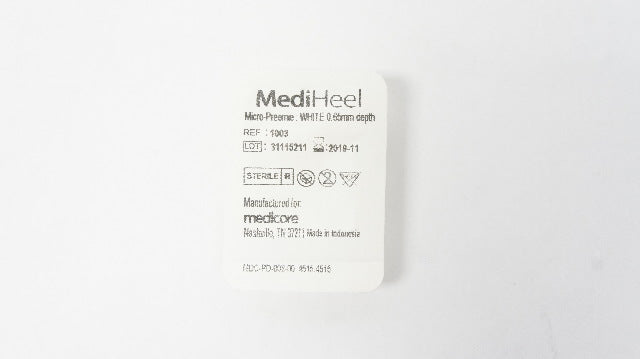 MediHeel
Micro-Preemie . WHITE 0.65mm depth
REF : 1003
LOT : 31115211 : 2019-11
STERILE R 2
Manufactured for:
medicore
Nashville, TN 37211 Made in Indonesia